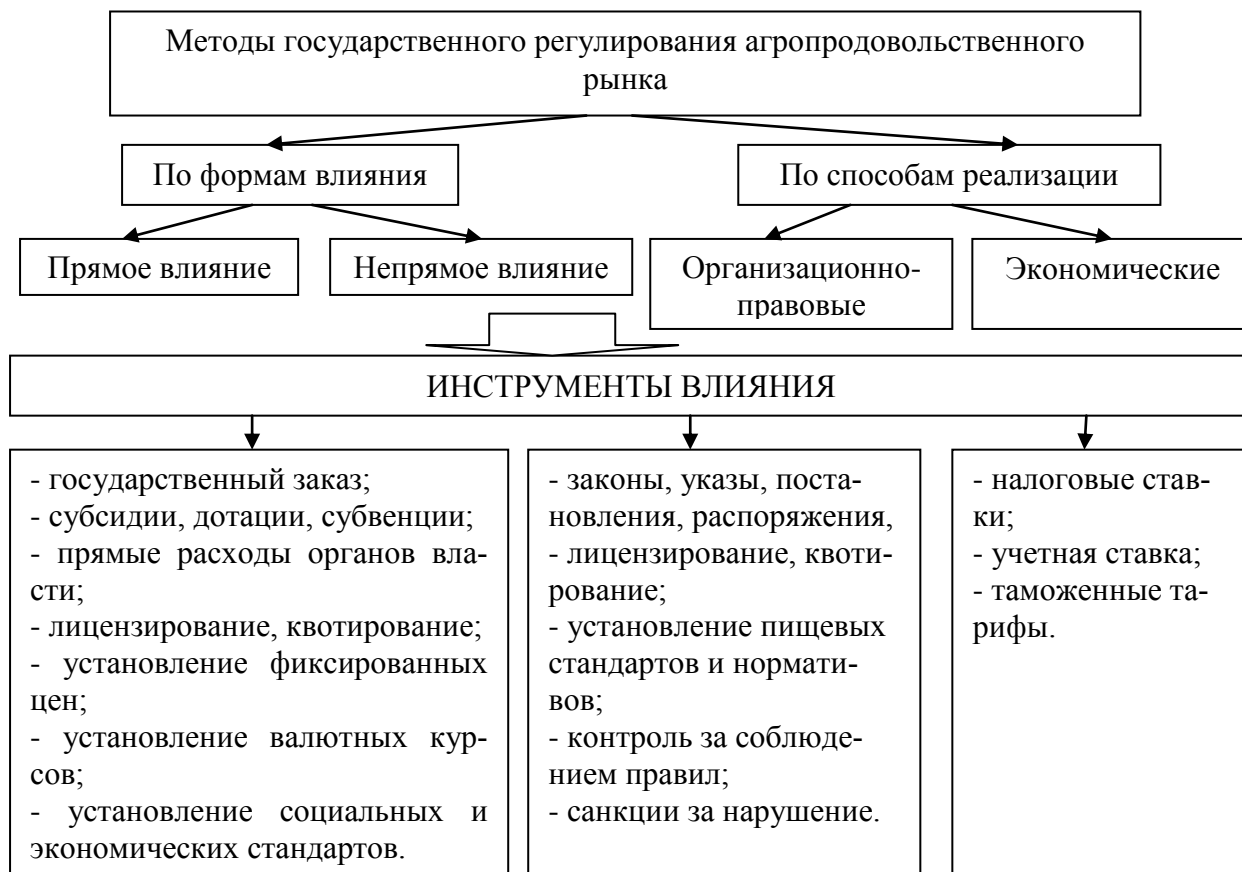 Методы государственного регулирования агропродовольственного
рынка
По формам влияния
По способам реализации
Прямое влияние
Непрямое влияние
Организационно-
правовые
Экономические
ИНСТРУМЕНТЫ ВЛИЯНИЯ
- государственный заказ;
- субсидии, дотации, субвенции;
- прямые расходы органов вла-
сти;
- лицензирование, квотирование;
- установление фиксированных
цен;
- установление валютных кур-
сов;
- установление социальных и
экономических стандартов.
- законы, указы, поста-
новления, распоряжения,
- лицензирование, квоти-
рование;
- установление пищевых
стандартов и нормати-
вов;
- контроль за соблюде-
нием правил;
- санкции за нарушение.
- налоговые став-
ки;
- учетная ставка;
- таможенные та-
рифы.